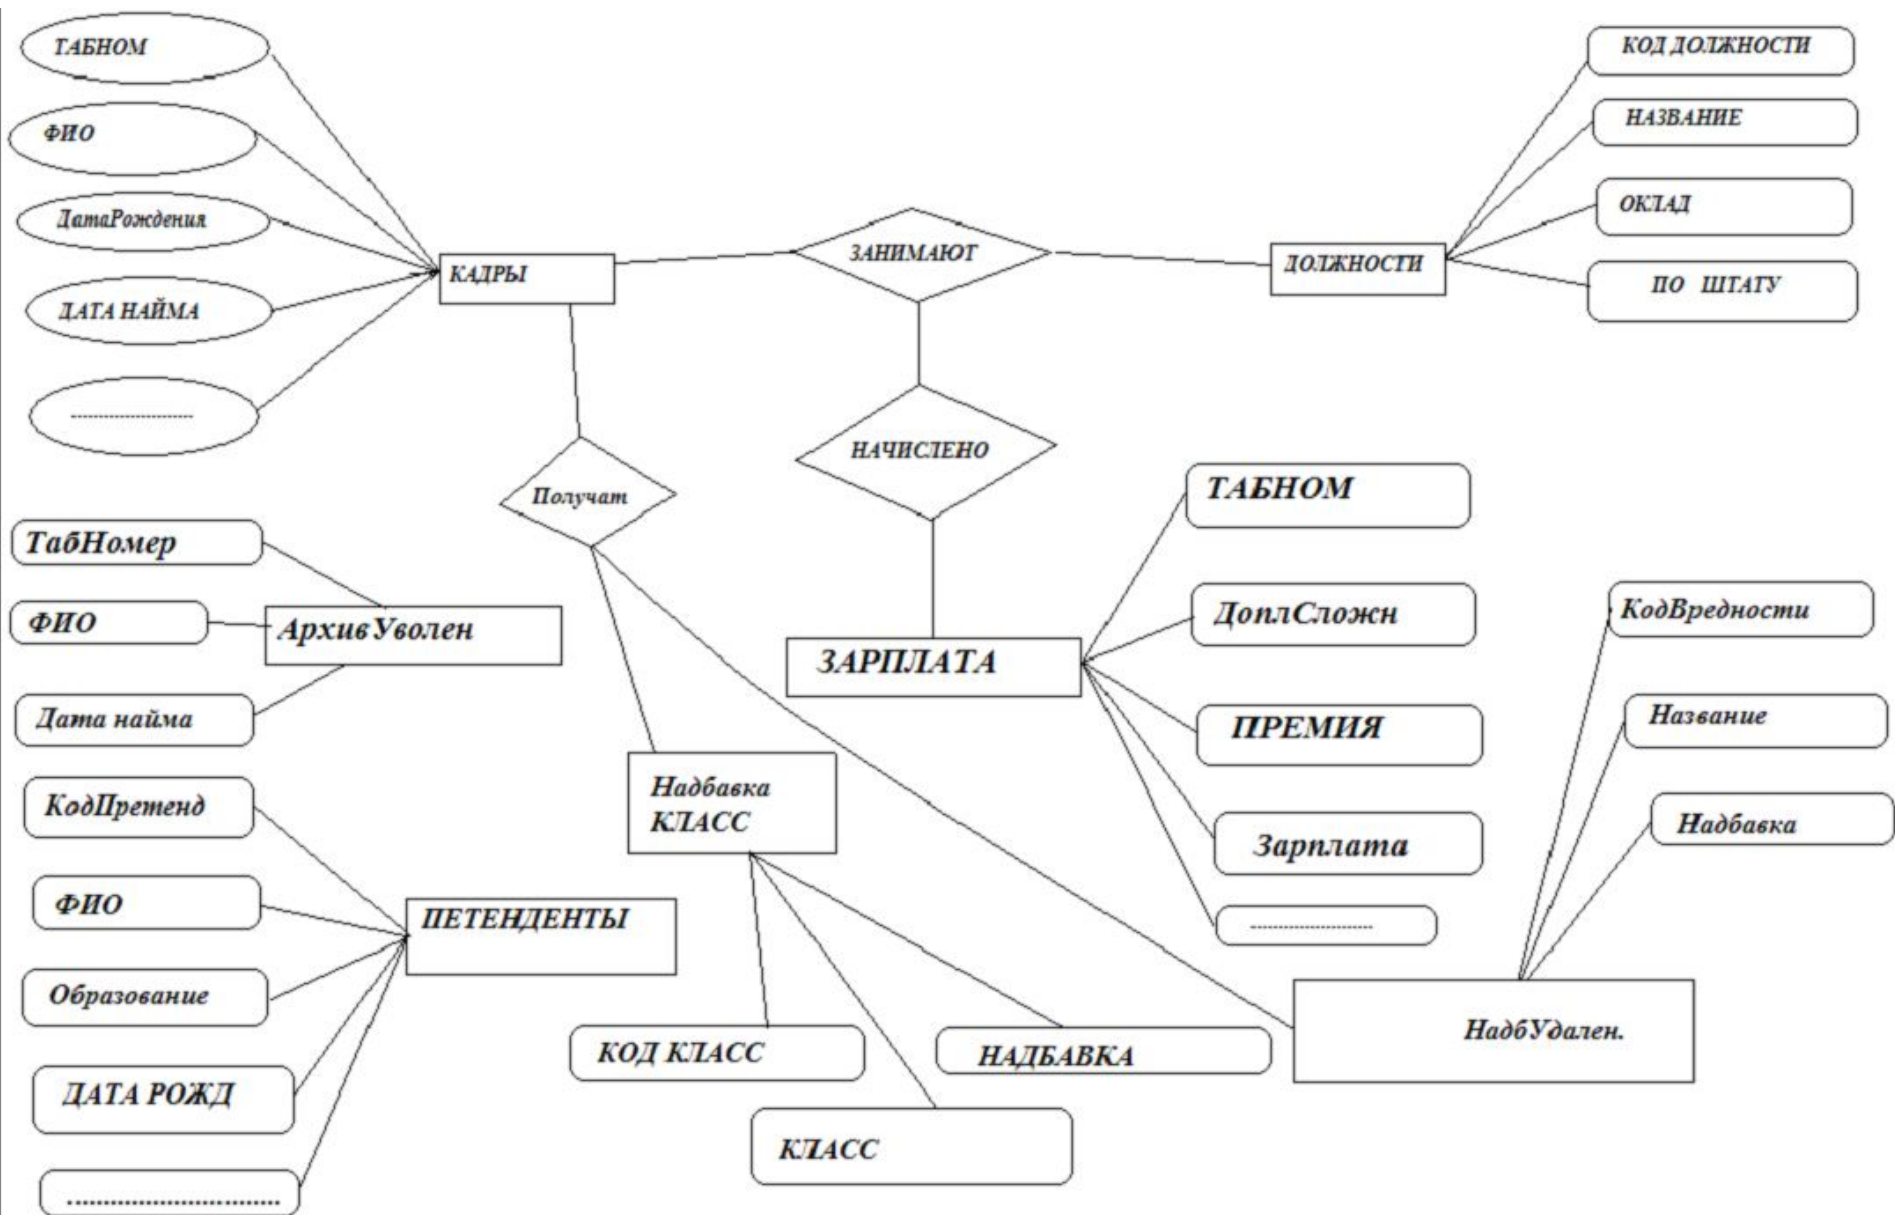 ТАБНОМ
ФИО
ДатаРождения
ДАТА НАЙМА
---------------------
КАДРЫ
ЗАНИМАЮТ
ДОЛЖНОСТИ
КОД ДОЛЖНОСТИ
НАЗВАНИЕ
ОКЛАД
ПО ШТАТУ
Получат
НАЧИСЛЕНО
ТабНомер
ФИО
Дата найма
АрхивУволен
ЗАРПЛАТА
ТАБНОМ
ДоплСложн
ПРЕМИЯ
Зарплата
---------------------
КодВредности
Название
Надбавка
НадбУдален.
Надбавка
КЛАСС
КОД КЛАСС
КЛАСС
НАДБАВКА
КодПретенд
ФИО
Образование
ДАТА РОЖД
.............................
ПЕТЕНДЕНТЫ